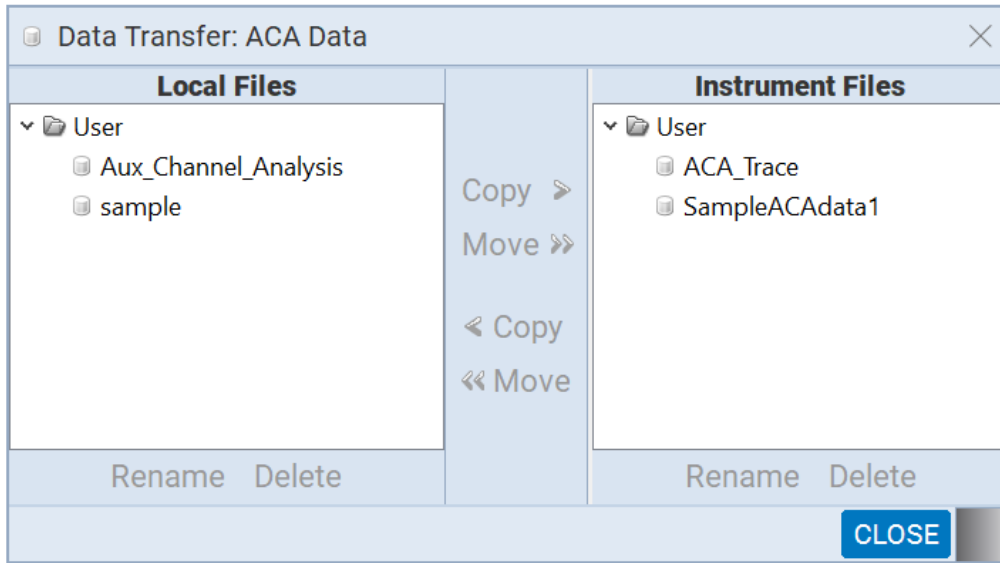 Data Transfer: ACA Data
Local Files
User
Aux_Channel_Analysis
sample
Rename Delete
Copy
Move
Copy
Move
Instrument Files
User
ACA_Trace
SampleACAdata1
Rename Delete
CLOSE